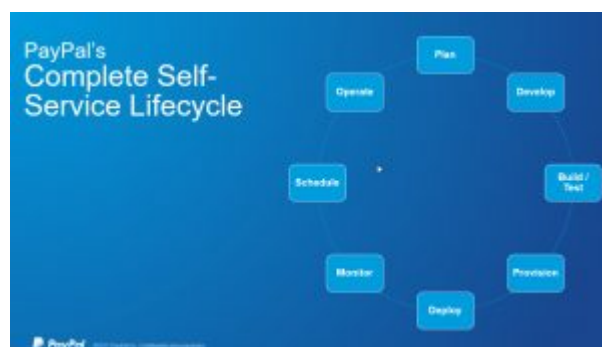 PayPal's
Complete Self-
Service Lifecycle
Plan
Operate
Develop
Schedule
Build /
Test
Monitor
Provision
Deploy
PayPal